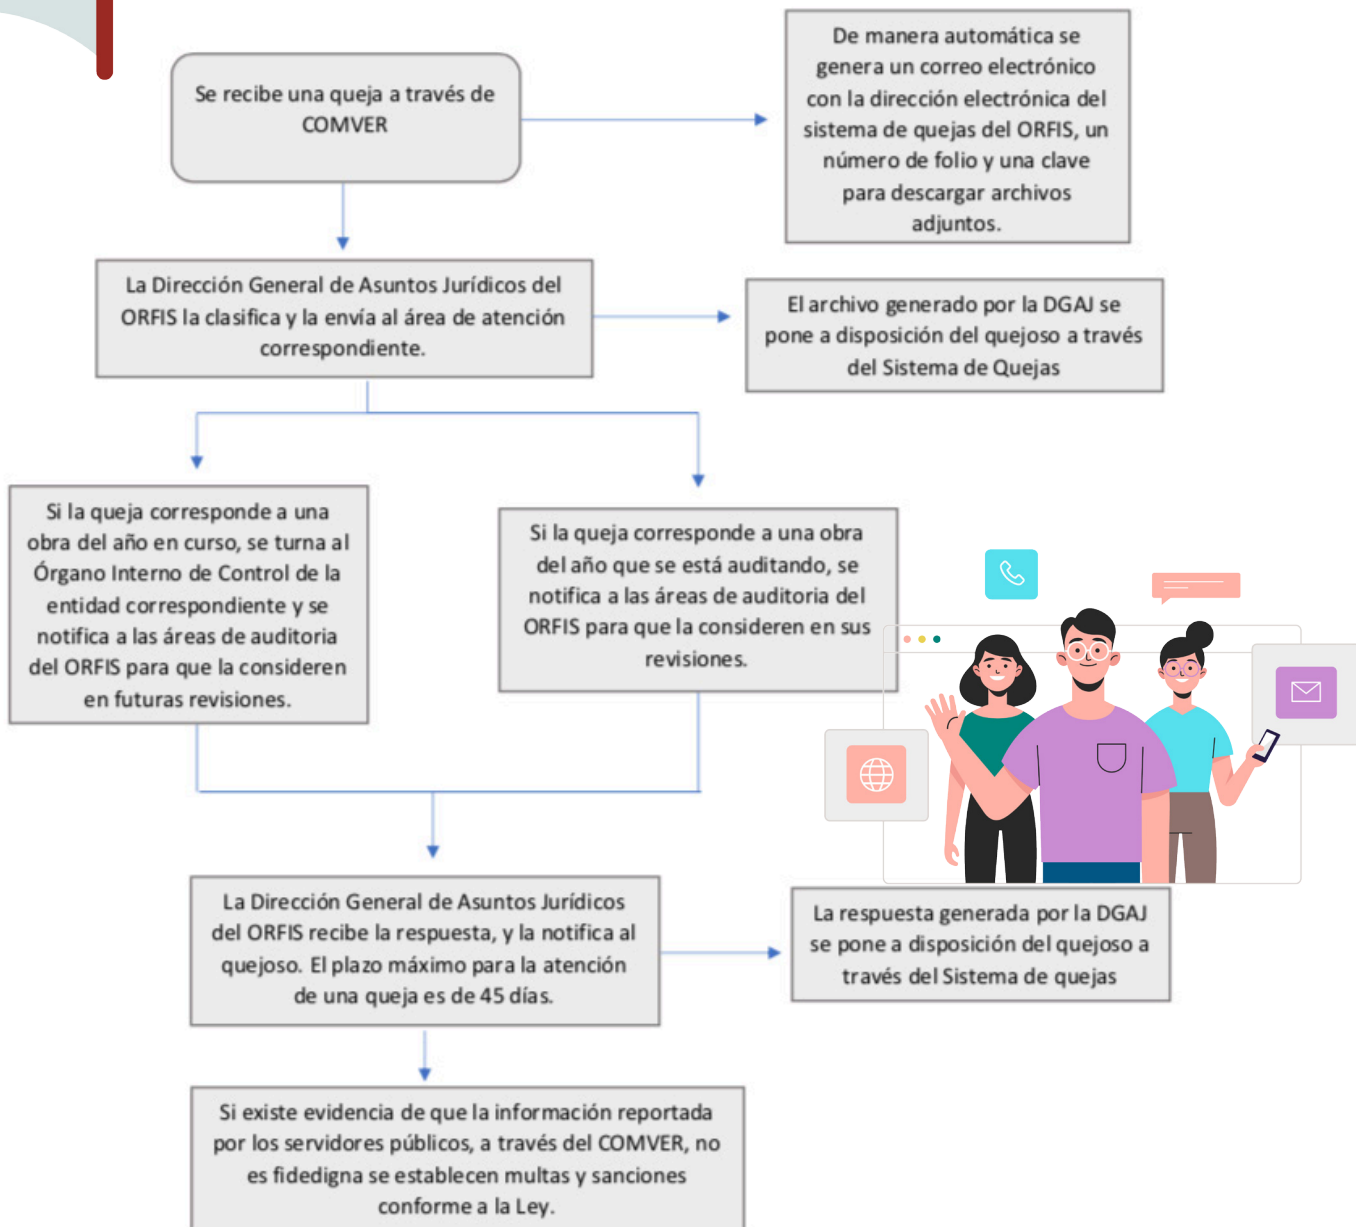 Se recibe una queja a través de
COMVER
De manera automática se
genera un correo electrónico
con la dirección electrónica del
sistema de quejas del ORFIS, un
número de folio y una clave
para descargar archivos
adjuntos.
La Dirección General de Asuntos Jurídicos del
ORFIS la clasifica y la envía al área de atención
correspondiente.
El archivo generado por la DGAJ se
pone a disposición del quejoso a través
del Sistema de Quejas
Si la queja corresponde a una
obra del año en curso, se turna al
Órgano Interno de Control de la
entidad correspondiente y se
notifica a las áreas de auditoria
del ORFIS para que la consideren
en futuras revisiones.
Si la queja corresponde a una obra
del año que se está auditando, se
notifica a las áreas de auditoria del
ORFIS para que la consideren en sus
revisiones.
La Dirección General de Asuntos Jurídicos
del ORFIS recibe la respuesta, y la notifica al
quejoso. El plazo máximo para la atención
de una queja es de 45 días.
La respuesta generada por la DGAJ
se pone a disposición del quejoso a
través del Sistema de quejas
Si existe evidencia de que la información reportada
por los servidores públicos, a través del COMVER, no
es fidedigna se establecen multas y sanciones
conforme a la Ley.